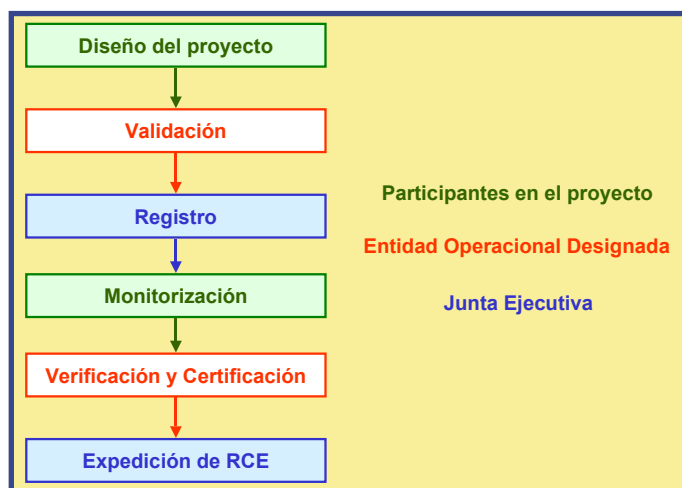 Diseño del proyecto
Validación
Registro
Monitorización
Verificación y Certificación
Expedición de RCE
Participantes en el proyecto
Entidad Operacional Designada
Junta Ejecutiva